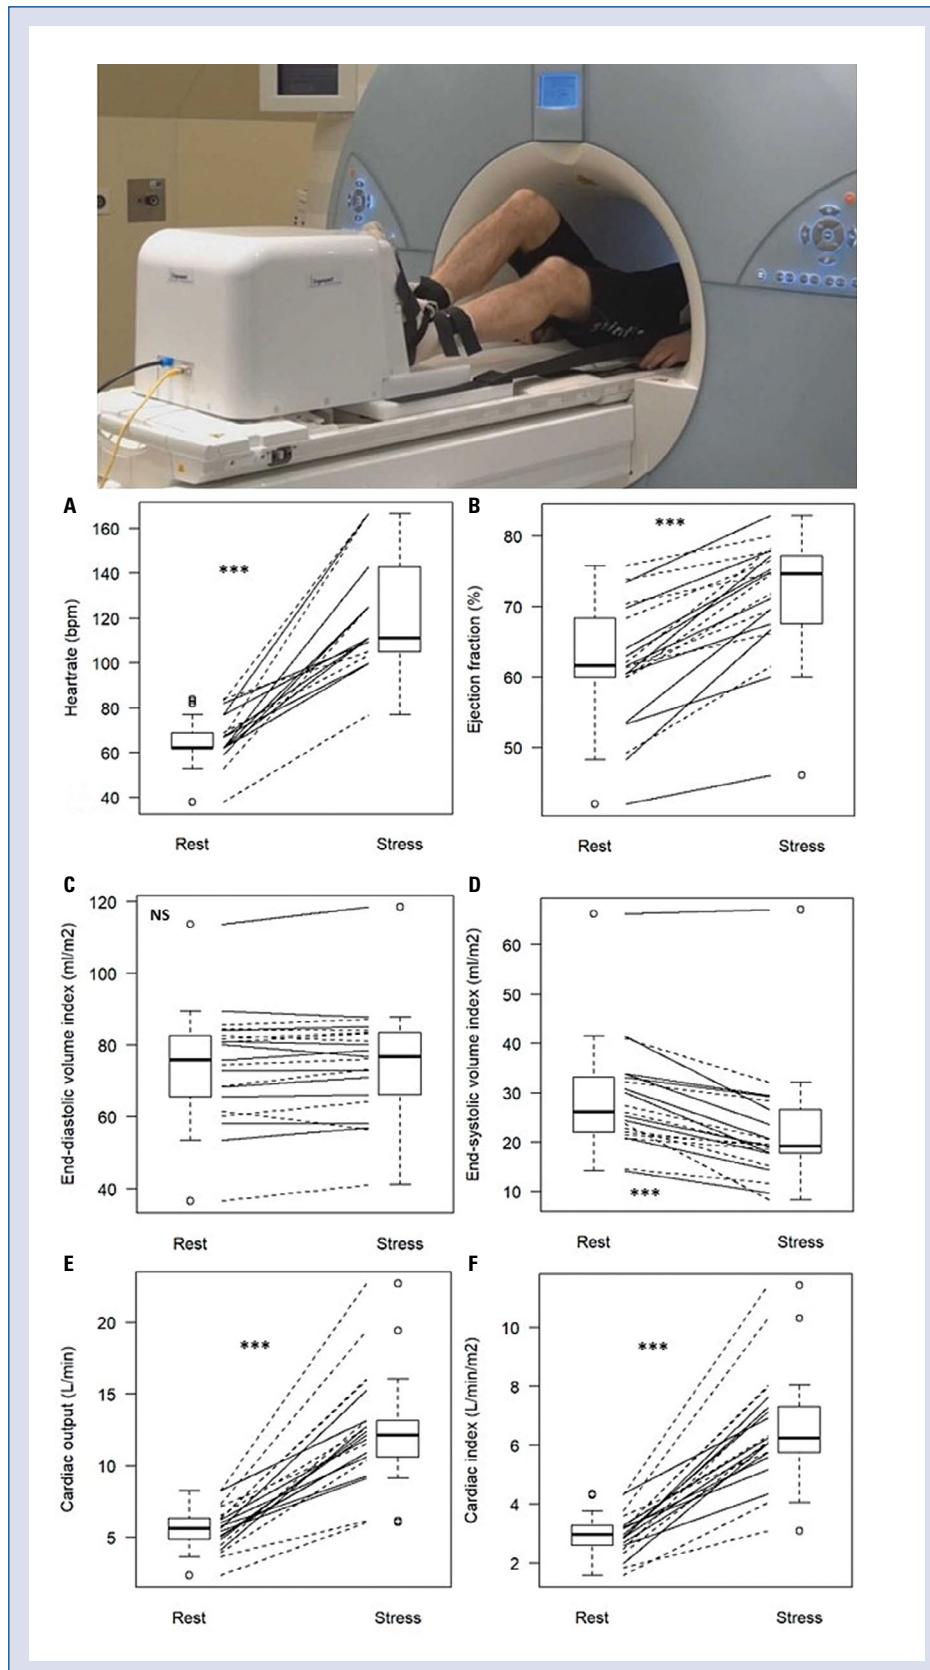 A
160
140
120
100
80
60
40
Heartrate (bpm)
***
Rest
Stress
B
80
70
60
50
Ejection fraction (%)
***
Rest
Stress
C
120
100
80
60
40
End-diastolic volume index (ml/m2)
NS
Rest
Stress
D
60
50
40
30
20
10
End-systolic volume index (ml/m2)
***
Rest
Stress
E
20
15
10
5
Cardiac output (L/min)
***
Rest
Stress
F
10
8
6
4
2
Cardiac index (L/min/m2)
***
Rest
Stress